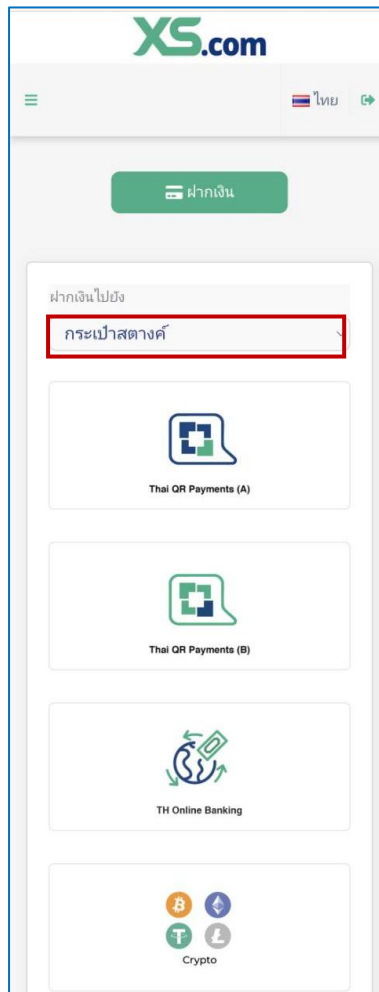 XS.com
ไทย
ฝากเงิน
ฝากเงินไปยัง
กระเป๋าสตางค์
Thai QR Payments (A)
Thai QR Payments (B)
TH Online Banking
Crypto